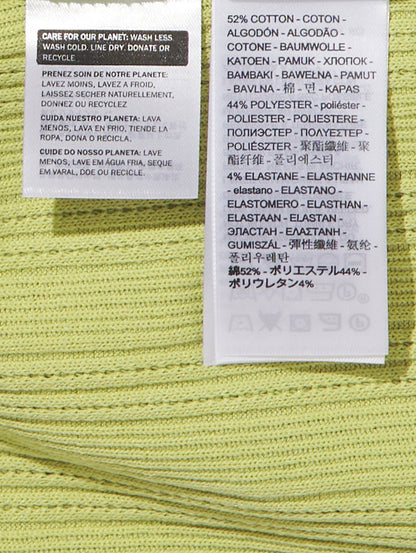 CARE FOR OUR PLANET: WASH LESS
WASH COLD. LINE DRY. DONATE OR
RECYCLE
PRENEZ SOIN DE NOTRE PLANETE:
LAVEZ MOINS, LAVEZ A FROID,
LAISSEZ SECHER NATURELLEMENT,
DONNEZ OU RECYCLEZ
CUIDA NUESTRO PLANETA: LAVA
MENOS, LAVA EN FRIO, TIENDE LA
ROPA, DONA O RECICLA.
CUIDE DO NOSSO PLANETA: LAVE
MENOS, LAVE EM ÁGUA FRIA, SEQUE
EM VARAL, DOE OU RECICLE.
52% COTTON - COTON -
ALGODÓN - ALGODÃO -
COTONE - BAUMWOLLE -
KATOEN - PAMUK - ХЛОПОК -
BAMBAKI - BAWEŁNA - PAMUT
- BAVLNA - 棉 - 면 - KAPAS
44% POLYESTER - poliéster -
POLIESTER - POLIESTERE -
ПОЛИЭСТЕР - ΠΟΛΥΕΣΤΕΡ -
POLIÉSZTER - 聚酯纖維 - 聚
酯纤维 - 폴리에스터
4% ELASTANE - ELASTHANNE
- elastano - ELASTANO -
ELASTOMERO - ELASTHAN -
ELASTAAN - ELASTAN -
ЭЛАСТАН - ΕΛΑΣΤΑΝΗ -
GUMISZÁL - 彈性纖維 - 氨纶 -
폴리우레탄
綿52% - ポリエステル44% -
ポリウレタン4%